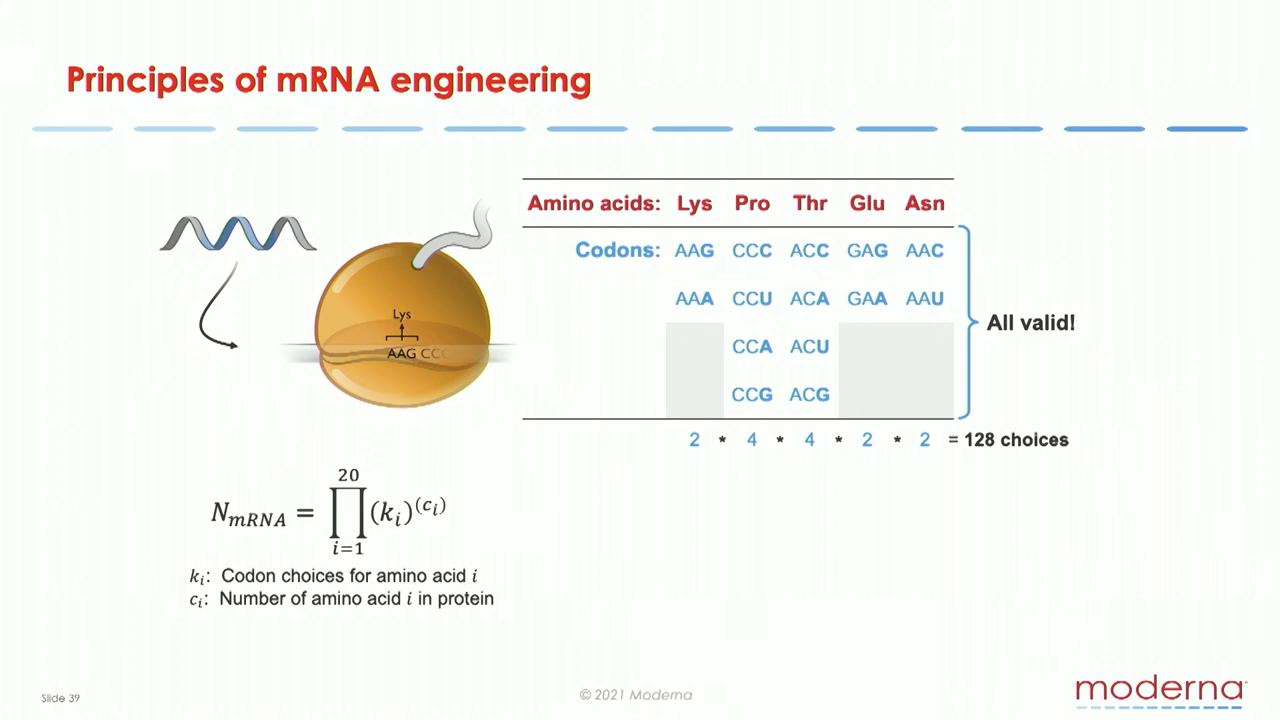 Principles of mRNA engineering
Amino acids: Lys Pro Thr Glu Asn
Codons: AAG CCC ACC GAG AAC
AAA CCU ACA GAA AAU
CCA ACU
CCG ACG
All valid!
2 * 4 * 4 * 2 * 2 = 128 choices
Lys
AAG CCC
N_mRNA = ∏_{i=1}^{20} (k_i)^{(c_i)}
k_i: Codon choices for amino acid i
c_i: Number of amino acid i in protein
Slide 39
© 2021 Moderna
moderna